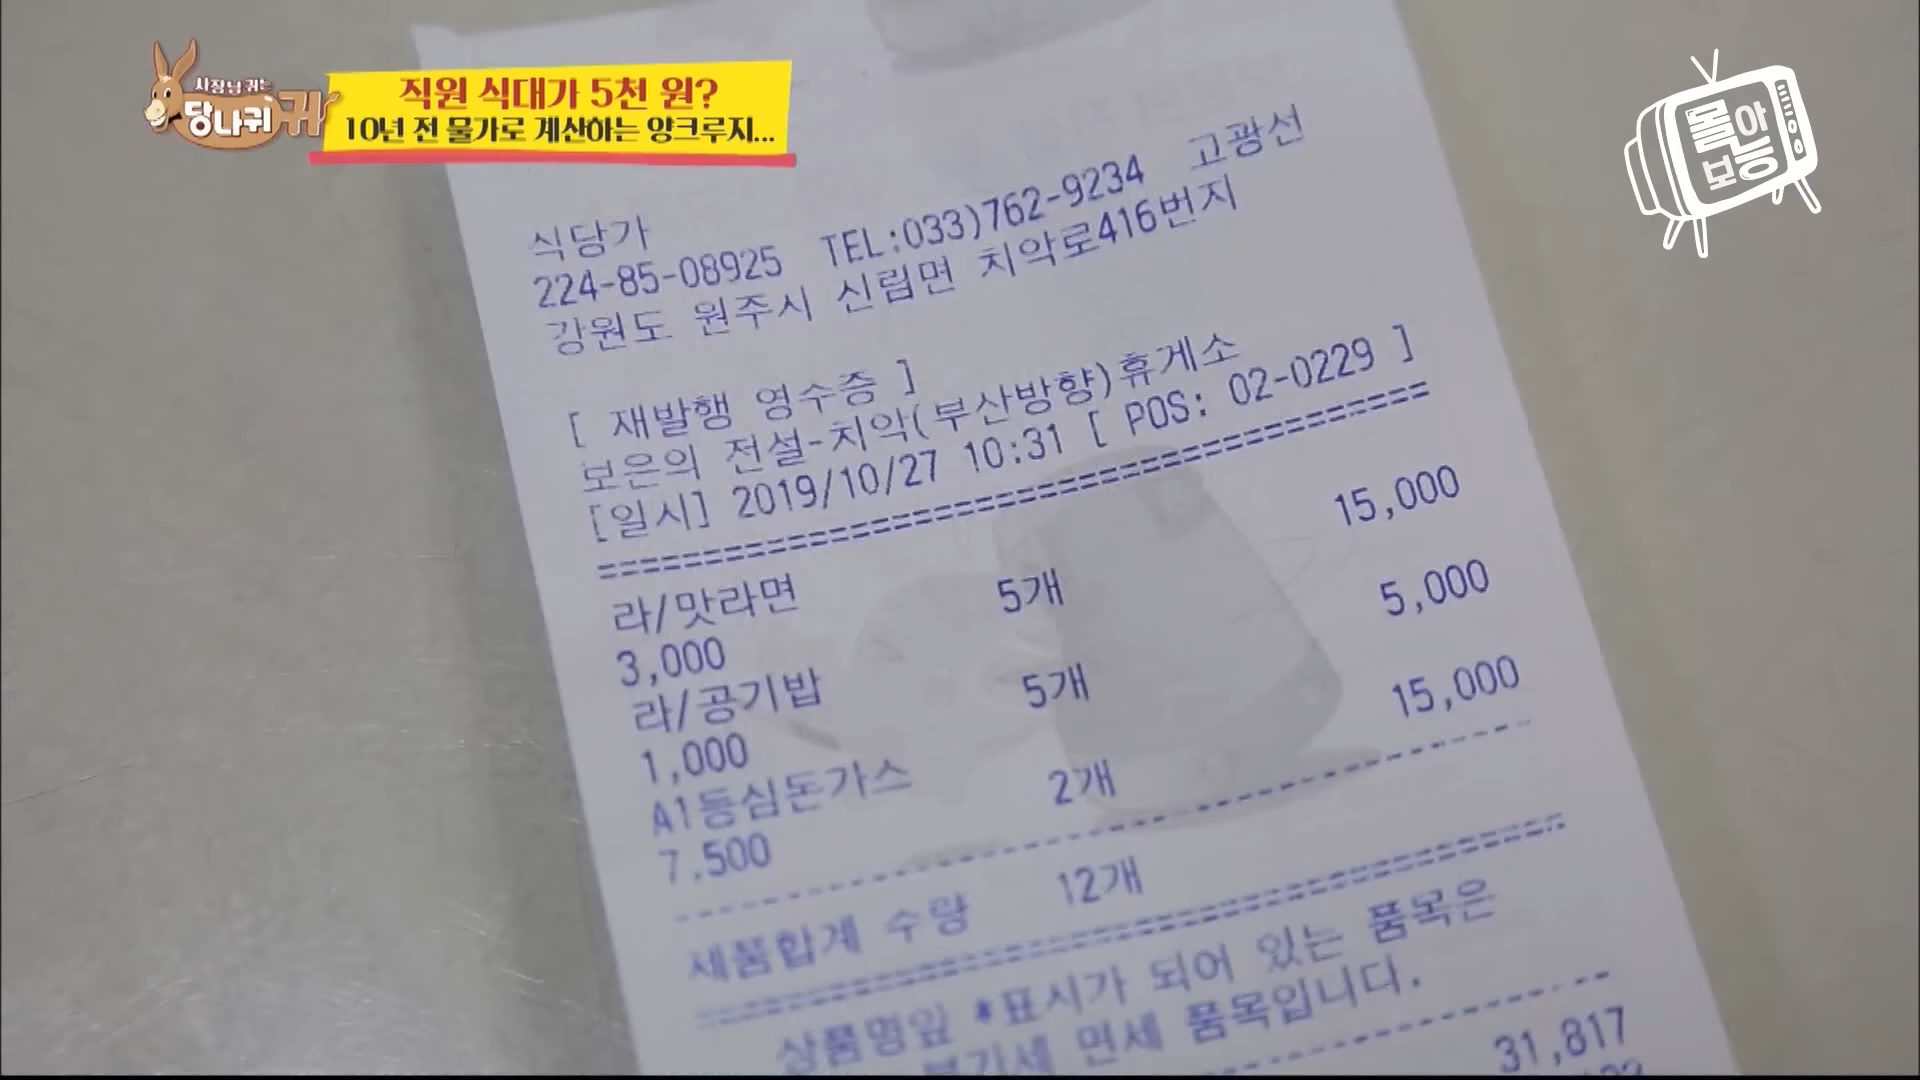 사장님 귀는
당나귀 귀
직원 식대가 5천 원?
10년 전 물가로 계산하는 양크루지...
몰아
보능
식당가
224-85-08925 TEL:033)762-9234 고광선
강원도 원주시 신림면 치악로416번지
[ 재발행 영수증 ]
보은의 전설-치악(부산방향)휴게소
[일시] 2019/10/27 10:31 [ POS: 02-0229 ]
라/맛라면 5개 15,000
3,000
라/공기밥 5개 5,000
1,000
A1등심돈가스 2개 15,000
7,500
제품합계 수량 12개
상품명앞 *표시가 되어 있는 품목은
부가세 면세 품목입니다.
31,817